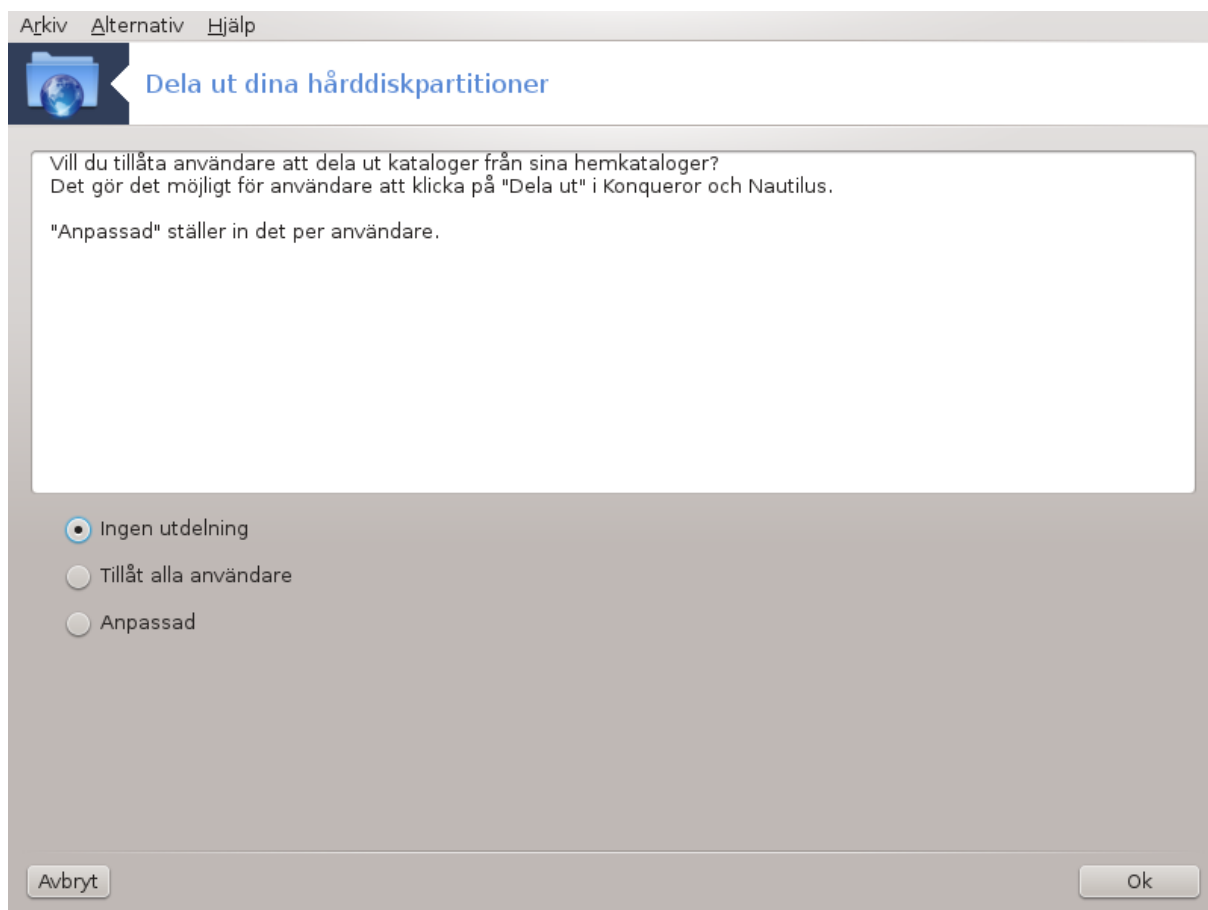 Arkiv Alternativ Hjälp
Dela ut dina hårddiskpartitioner
Vill du tillåta användare att dela ut kataloger från sina hemkataloger?
Det gör det möjligt för användare att klicka på "Dela ut" i Konqueror och Nautilus.
"Anpassad" ställer in det per användare.
Ingen utdelning
Tillåt alla användare
Anpassad
Avbryt Ok